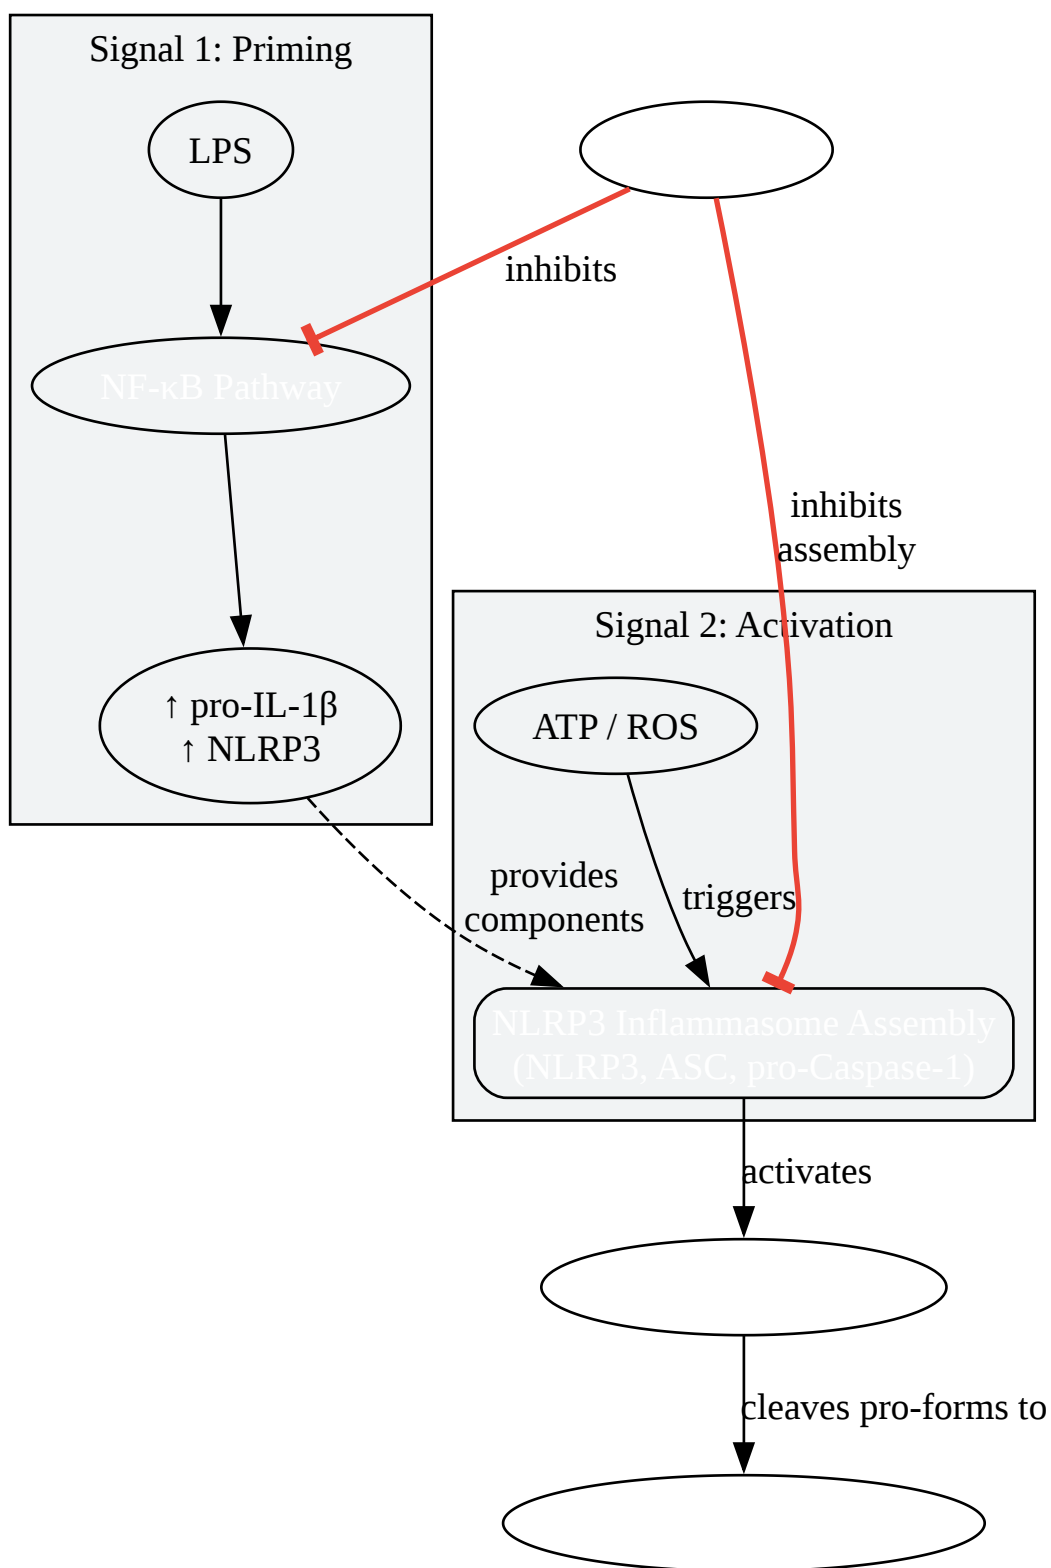 Signal 1: Priming
LPS
inhibits
NF-κB Pathway
inhibits
assembly
Signal 2: Activation
↑ pro-IL-1β
↑ NLRP3
ATP / ROS
provides
components
triggers
NLRP3 Inflammasome Assembly
(NLRP3, ASC, pro-Caspase-1)
activates
cleaves pro-forms to